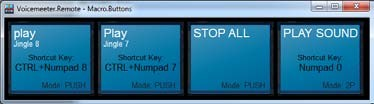 Voicemeeter.Remote - Macro.Buttons
play
Jingle 8
Shortcut Key:
CTRL+Numpad 8
Mode: PUSH
Play
Jingle 7
Shortcut Key:
CTRL+Numpad 7
Mode: PUSH
STOP ALL
Mode: PUSH
PLAY SOUND
Shortcut Key:
Numpad 0
Mode: 2P